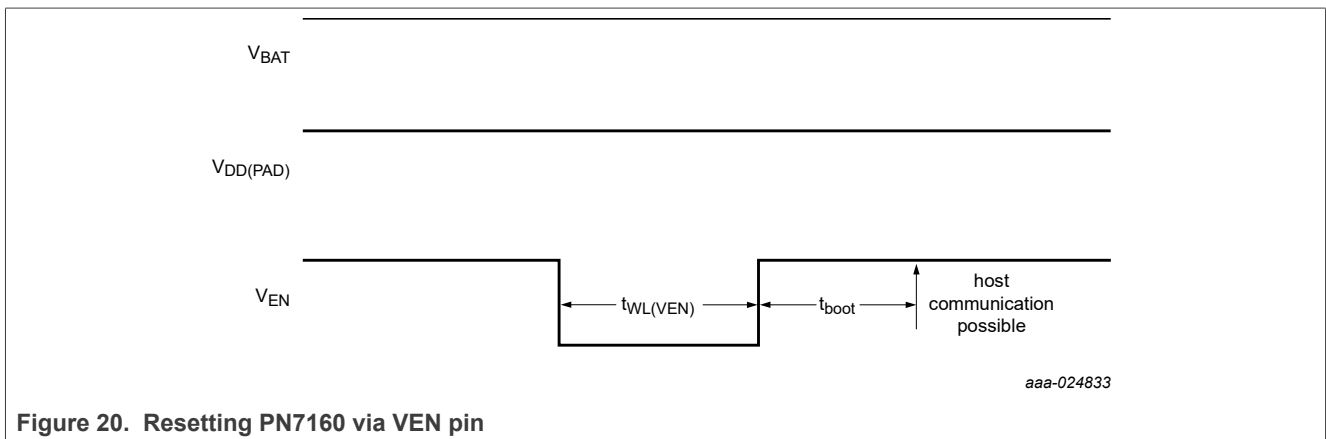 VBAT
VDD(PAD)
VEN
tWL(VEN)
tboot
host
communication
possible
aaa-024833
Figure 20. Resetting PN7160 via VEN pin